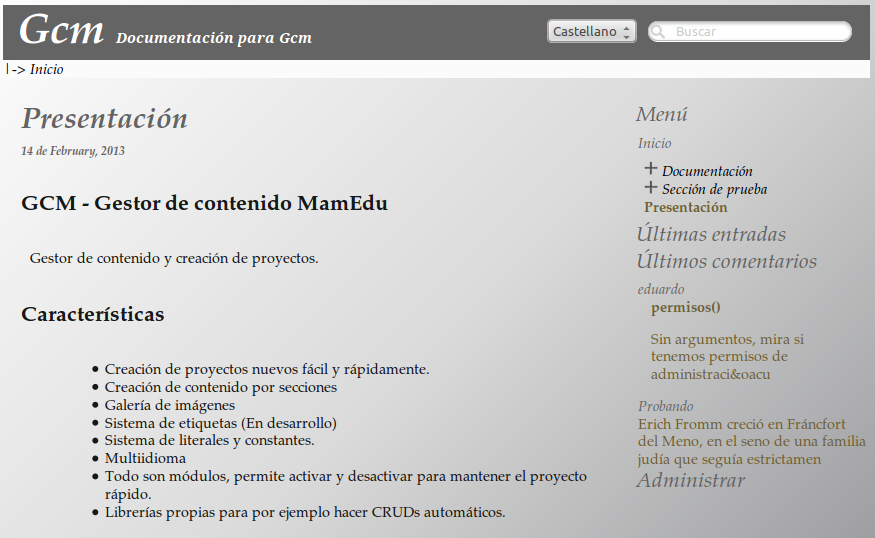 Gcm Documentación para Gcm
Castellano
Buscar
|-> Inicio
Presentación
14 de February, 2013
GCM - Gestor de contenido MamEdu
Gestor de contenido y creación de proyectos.
Características
● Creación de proyectos nuevos fácil y rápidamente.
● Creación de contenido por secciones
● Galería de imágenes
● Sistema de etiquetas (En desarrollo)
● Sistema de literales y constantes.
● Multiidioma
● Todo son módulos, permite activar y desactivar para mantener el proyecto
rápido.
● Librerías propias para por ejemplo hacer CRUDs automáticos.
Menú
Inicio
+ Documentación
+ Sección de prueba
Presentación
Últimas entradas
Últimos comentarios
eduardo
permisos()
Sin argumentos, mira si
tenemos permisos de
administraci&oacu
Probando
Erich Fromm creció en Fráncfort
del Meno, en el seno de una familia
judía que seguía estrictamen
Administrar